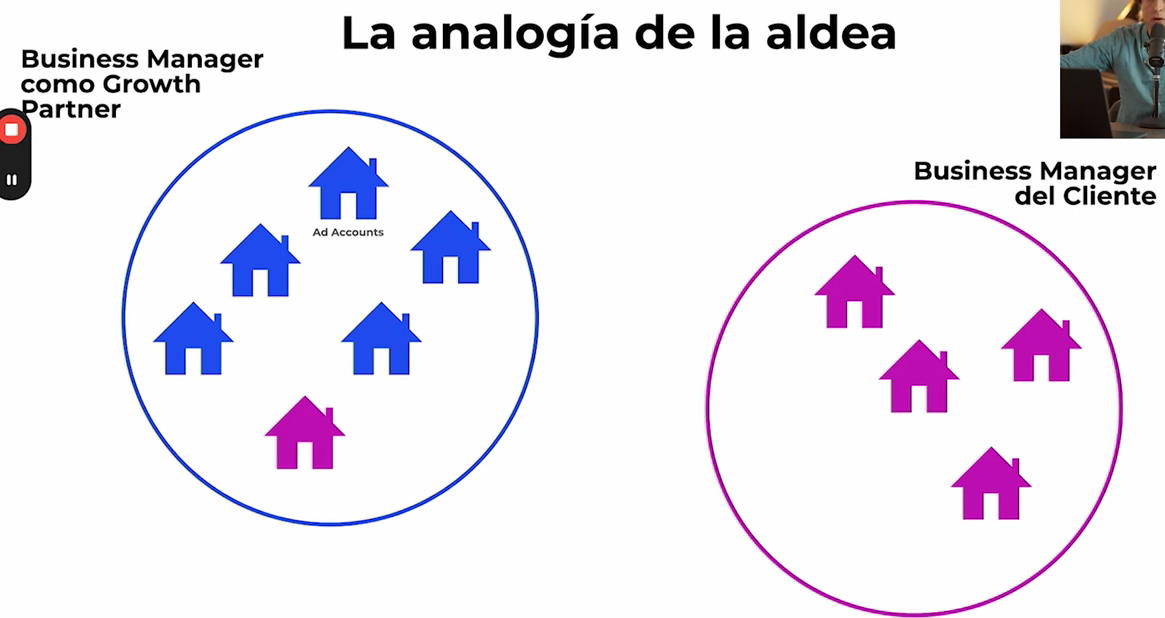 La analogía de la aldea
Business Manager
como Growth
Partner
Ad Accounts
Business Manager
del Cliente